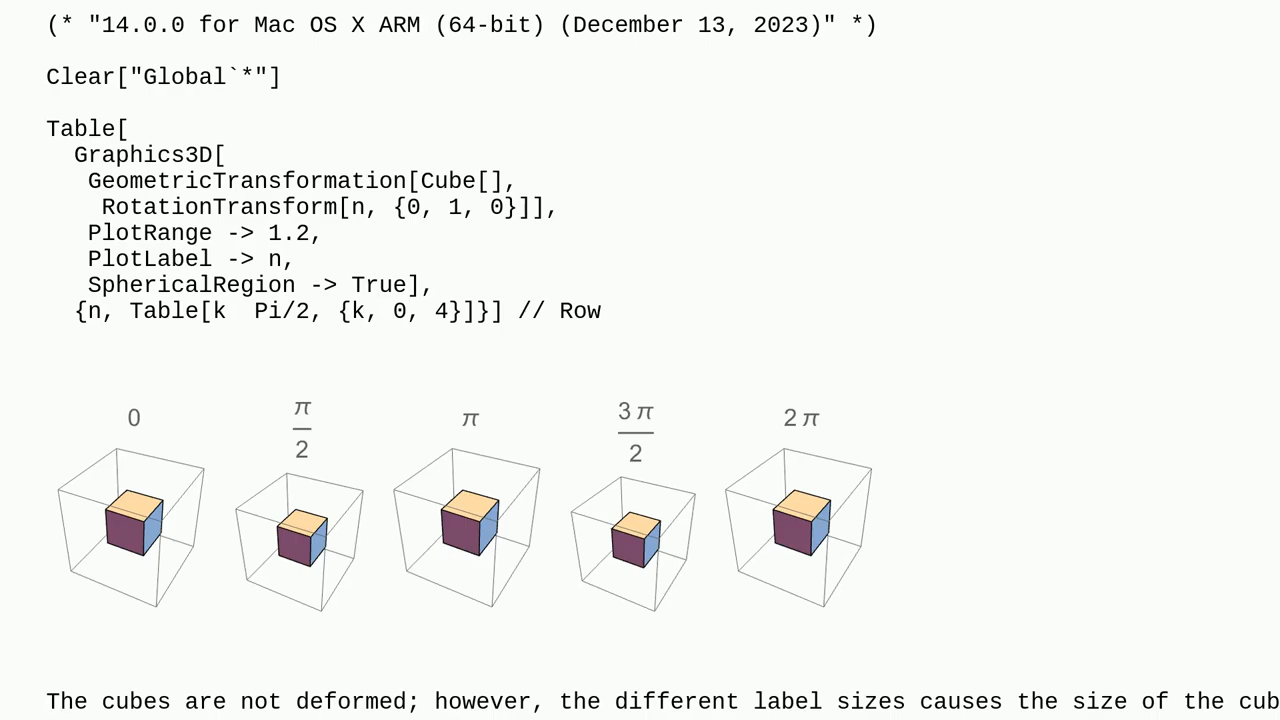 (* "14.0.0 for Mac OS X ARM (64-bit) (December 13, 2023)" *)
Clear["Global`*"]
Table[
Graphics3D[
GeometricTransformation[Cube[],
RotationTransform[n, {0, 1, 0}]],
PlotRange -> 1.2,
PlotLabel -> n,
SphericalRegion -> True],
{n, Table[k  Pi/2, {k, 0, 4}]}] // Row
0 π/2 π 3 π/2 2 π
The cubes are not deformed; however, the different label sizes causes the size of the cub